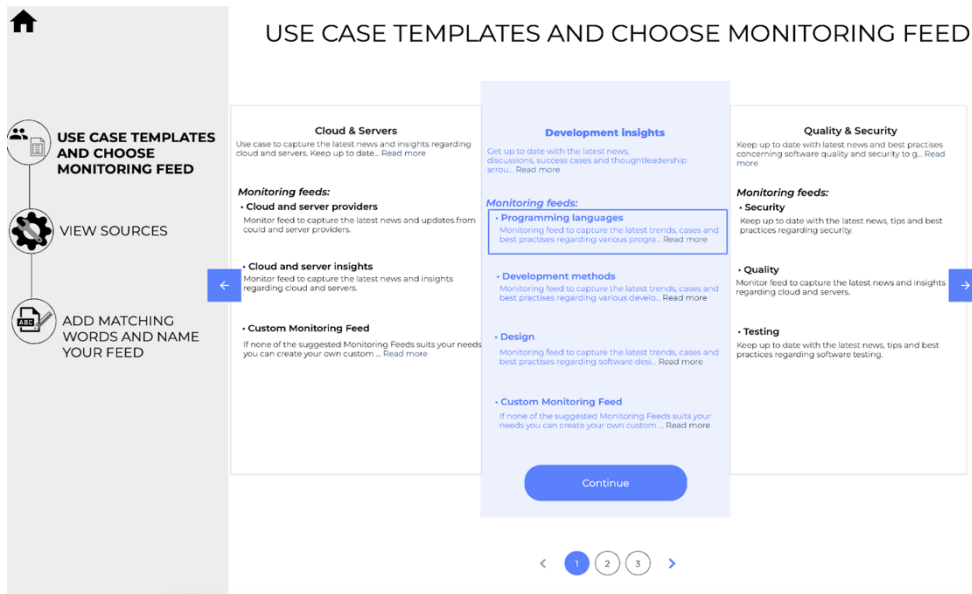 USE CASE TEMPLATES AND CHOOSE MONITORING FEED
USE CASE TEMPLATES
AND CHOOSE
MONITORING FEED
VIEW SOURCES
ABC
ADD MATCHING
WORDS AND NAME
YOUR FEED
Cloud & Servers
Use case to capture the latest news and insights regarding
cloud and servers. Keep up to date... Read more
Monitoring feeds:
• Cloud and server providers
Monitor feed to capture the latest news and updates from
could and server providers.
• Cloud and server insights
Monitor feed to capture the latest news and insights
regarding cloud and servers.
• Custom Monitoring Feed
If none of the suggested Monitoring Feeds suits your needs
you can create your own custom ... Read more
Development insights
Get up to date with the latest news,
discussions, success cases and thoughtleadership
arrou... Read more
Monitoring feeds:
• Programming languages
Monitoring feed to capture the latest trends, cases and
best practises regarding various progra... Read more
• Development methods
Monitoring feed to capture the latest trends, cases and
best practises regarding various develo... Read more
• Design
Monitoring feed to capture the latest trends, cases and
best practises regarding software desi... Read more
• Custom Monitoring Feed
If none of the suggested Monitoring Feeds suits your
needs you can create your own custom ... Read more
Continue
Quality & Security
Keep up to date with latest news and best practises
concerning software quality and security to g... Read
more
Monitoring feeds:
• Security
Keep up to date with the latest news, tips and best
practices regarding security.
• Quality
Monitor feed to capture the latest news and insights
regarding cloud and servers.
• Testing
Keep up to date with the latest news, tips and best
practices regarding software testing.
< 1 2 3 >